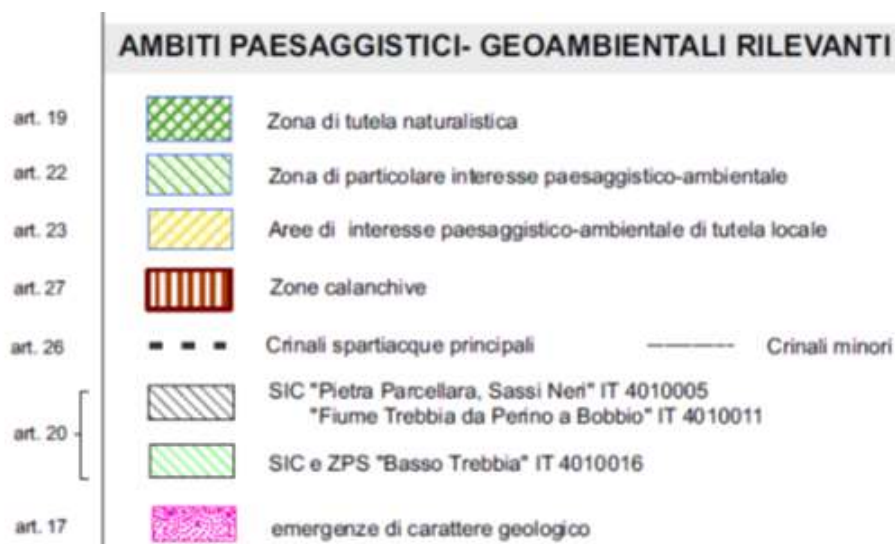 AMBITI PAESAGGISTICI- GEOAMBIENTALI RILEVANTI
art. 19 Zona di tutela naturalistica
art. 22 Zona di particolare interesse paesaggistico-ambientale
art. 23 Aree di interesse paesaggistico-ambientale di tutela locale
art. 27 Zone calanchive
art. 26 Crinali spartiacque principali Crinali minori
art. 20 SIC "Pietra Parcellara, Sassi Neri" IT 4010005
"Fiume Trebbia da Perino a Bobbio" IT 4010011
SIC e ZPS "Basso Trebbia" IT 4010016
art. 17 emergenze di carattere geologico